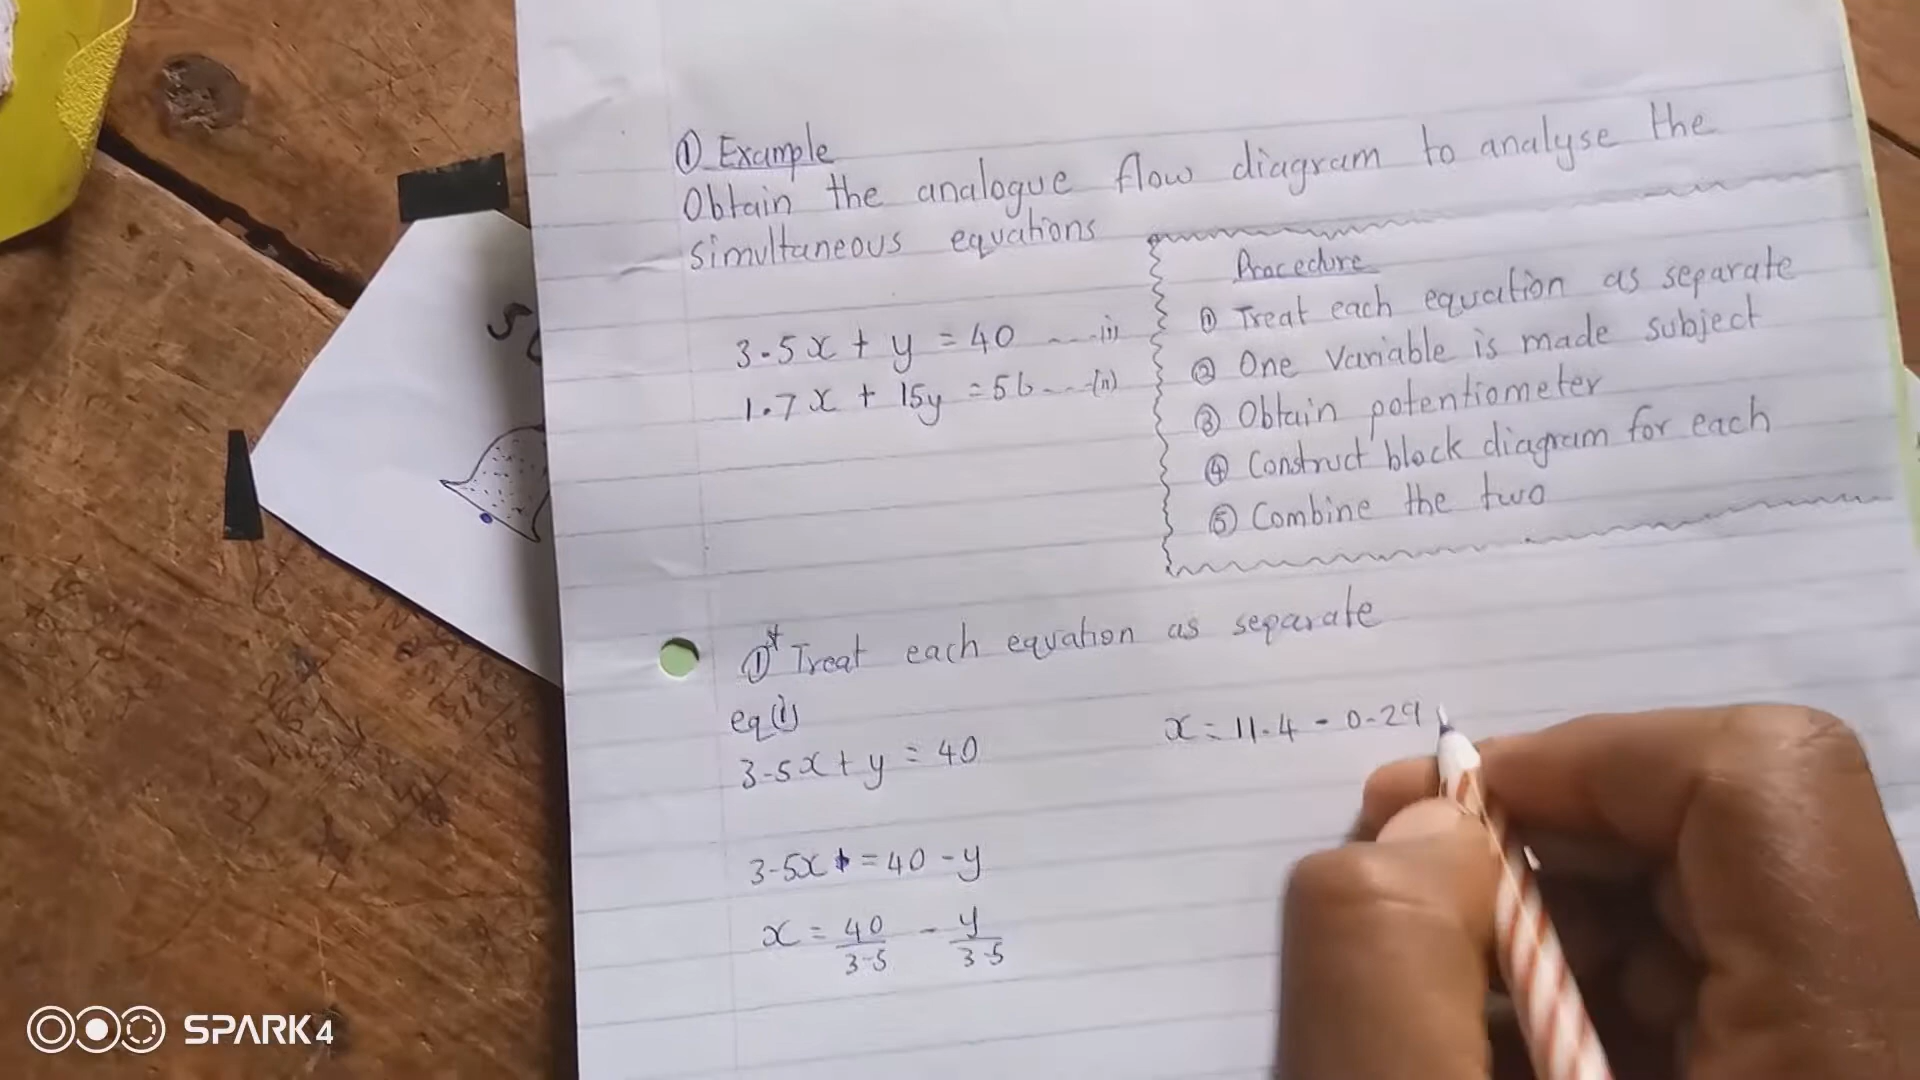 ① Example
Obtain the analogue flow diagram to analyse the
simultaneous equations
3.5x + y = 40 ---(i)
1.7x + 15y = 56 ---(ii)
Procedure
① Treat each equation as separate
② One variable is made subject
③ Obtain potentiometer
④ Construct block diagram for each
⑤ Combine the two
①* Treat each equation as separate
eq(i)
3.5x + y = 40
3.5x = 40 - y
x = 40/3.5 - y/3.5
x = 11.4 - 0.29
SPARK 4